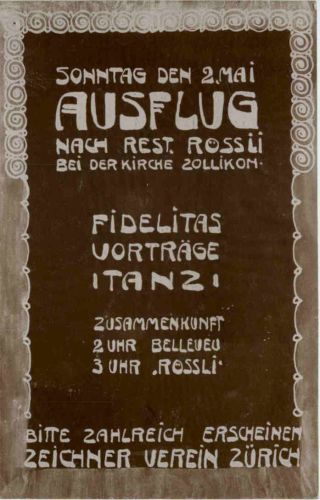 SONNTAG DEN 2. MAI
AUSFLUG
NACH REST. RÖSSLI
BEI DER KIRCHE ZOLLIKON.
FIDELITAS
VORTRÄGE
!TANZ!
ZUSAMMENKUNFT
2 UHR BELLEVEU
3 UHR „RÖSSLI“
BITTE ZAHLREICH ERSCHEINEN
ZEICHNER VEREIN ZÜRICH